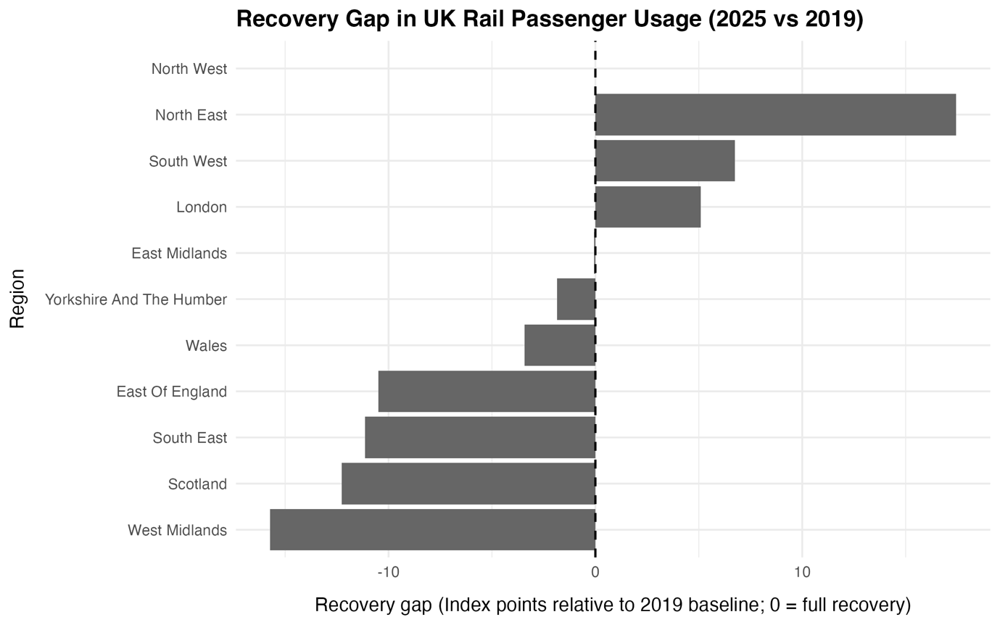 Recovery Gap in UK Rail Passenger Usage (2025 vs 2019)
North West
North East
South West
London
East Midlands
Yorkshire And The Humber
Wales
East Of England
South East
Scotland
West Midlands
Region
-10
0
10
Recovery gap (Index points relative to 2019 baseline; 0 = full recovery)